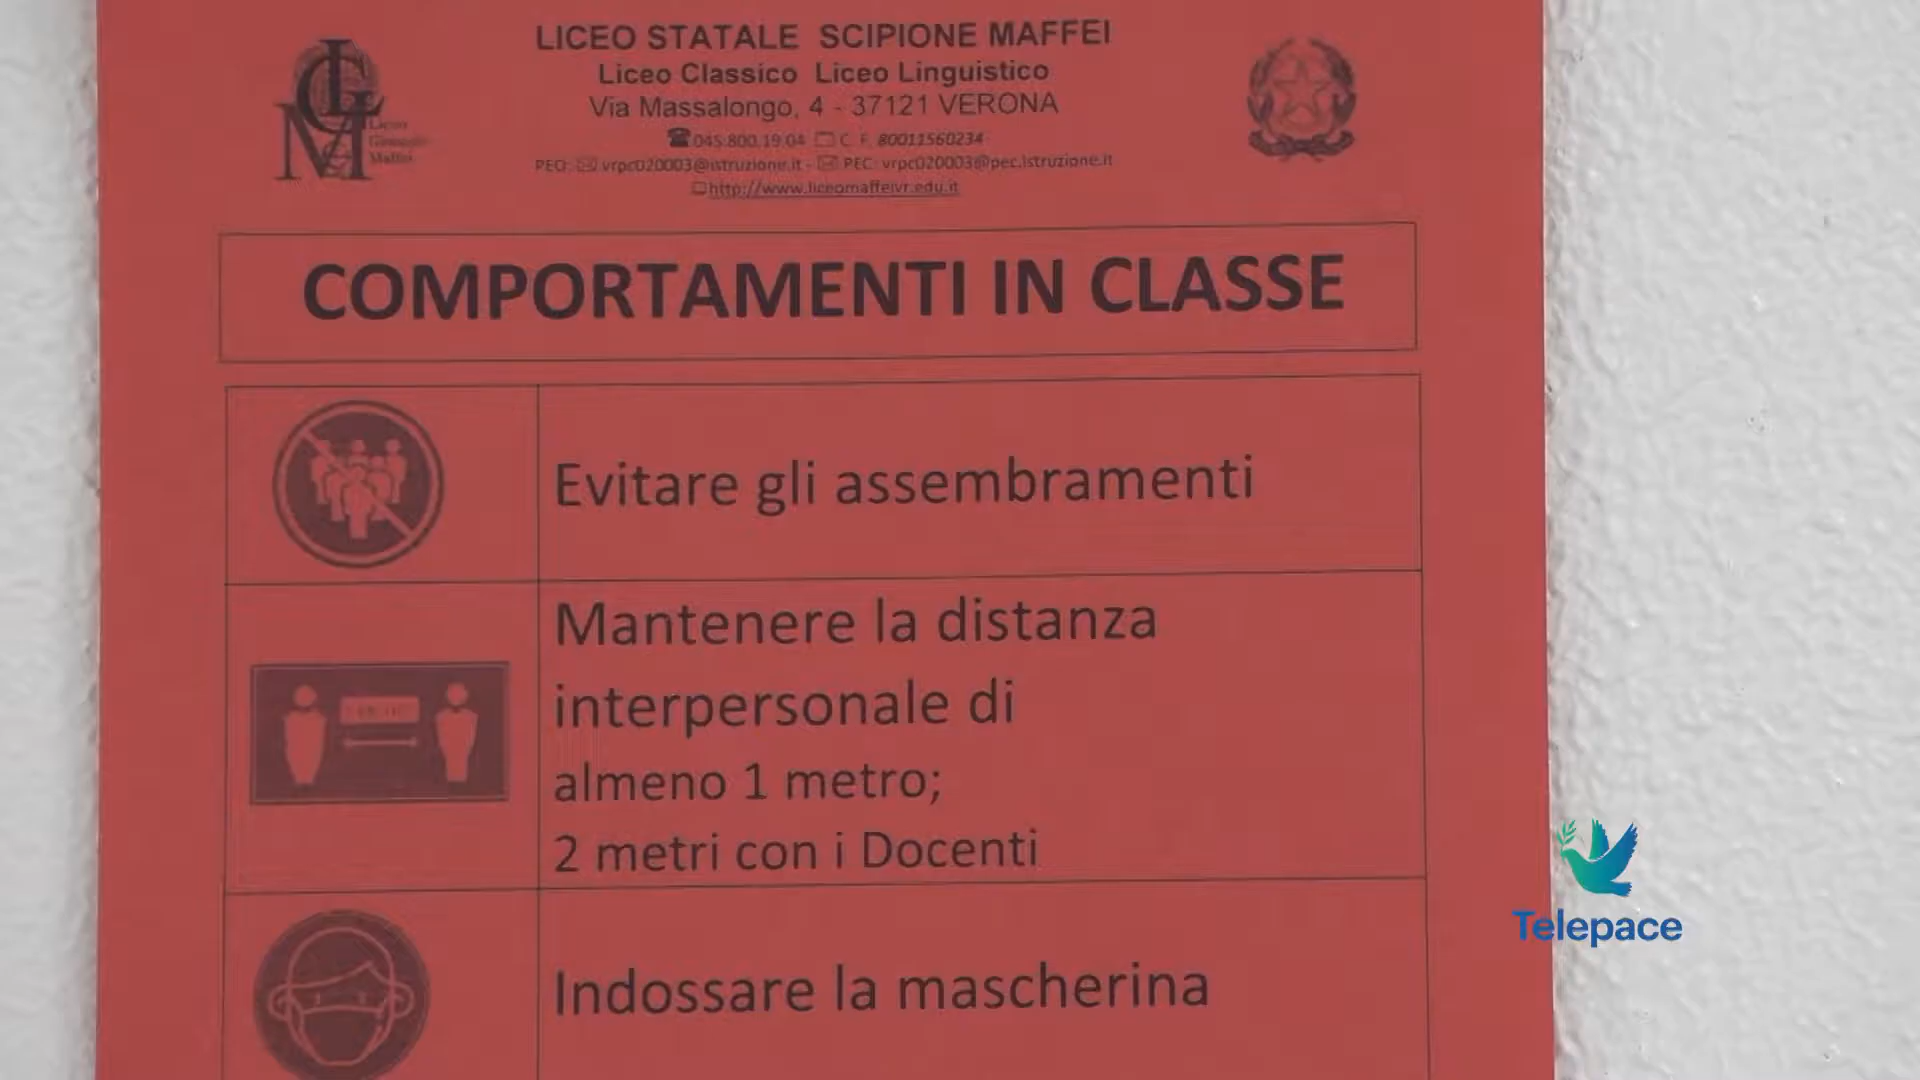 LICEO STATALE SCIPIONE MAFFEI
Liceo Classico Liceo Linguistico
Via Massalongo, 4 - 37121 VERONA
045.800.19.04 C. F. 80011560234
PEO: vrpc020003@istruzione.it - PEC: vrpc020003@pec.istruzione.it
http://www.liceomaffeivr.edu.it
Liceo
Maffei
COMPORTAMENTI IN CLASSE
Evitare gli assembramenti
Mantenere la distanza
interpersonale di
almeno 1 metro;
2 metri con i Docenti
Indossare la mascherina
Telepace